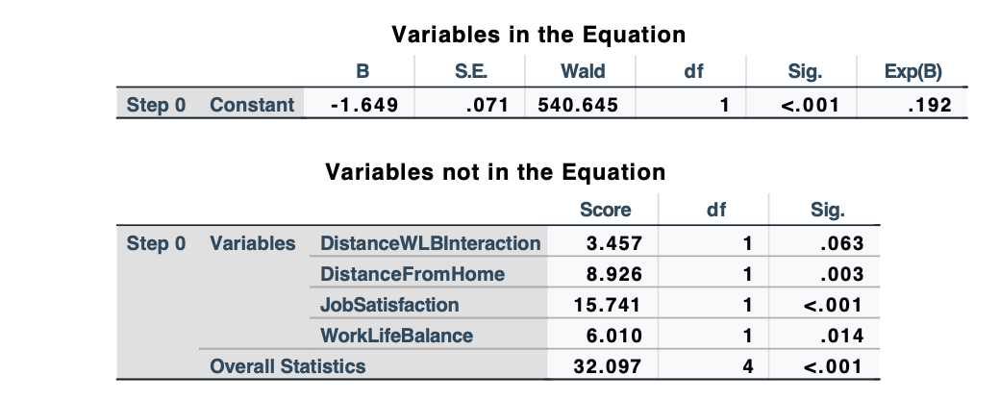 Variables in the Equation
B S.E. Wald df Sig. Exp(B)
Step 0 Constant -1.649 .071 540.645 1 <.001 .192
Variables not in the Equation
Score df Sig.
Step 0 Variables DistanceWLBInteraction 3.457 1 .063
DistanceFromHome 8.926 1 .003
JobSatisfaction 15.741 1 <.001
WorkLifeBalance 6.010 1 .014
Overall Statistics 32.097 4 <.001